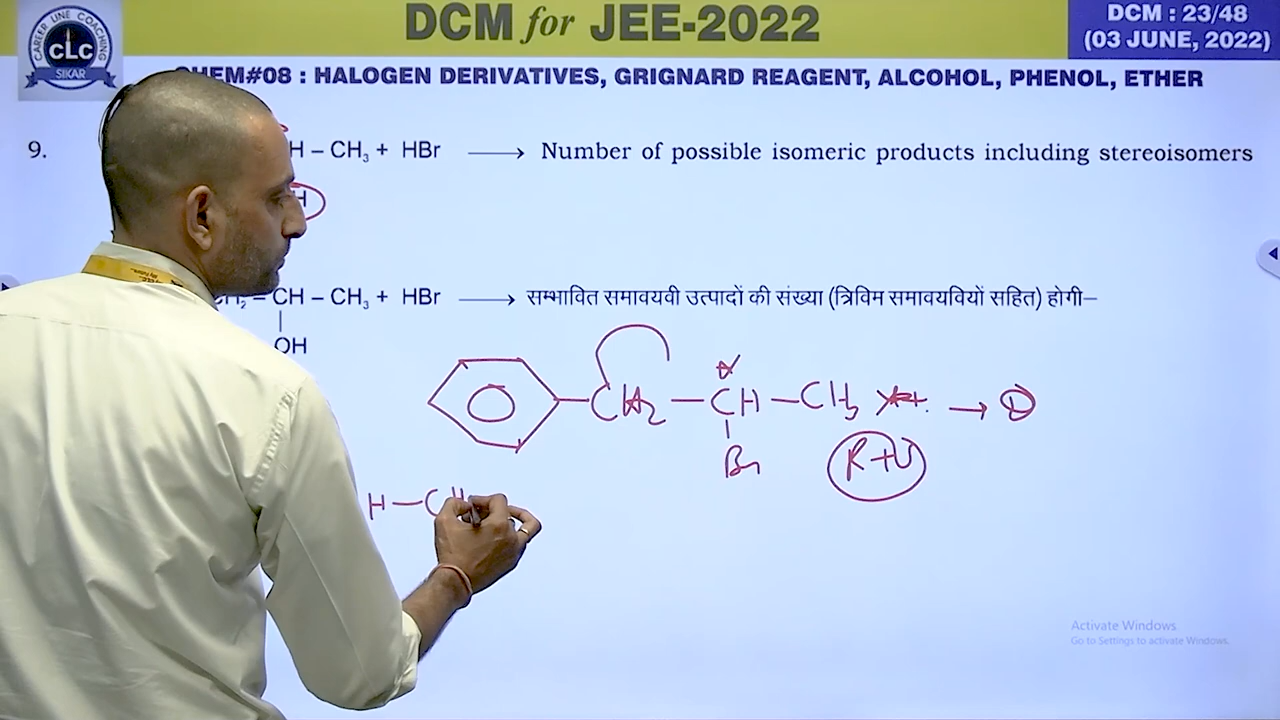 DCM for JEE-2022
DCM : 23/48
(03 JUNE, 2022)
CAREER LINE COACHING
CLC
SIKAR
CHEM#08 : HALOGEN DERIVATIVES, GRIGNARD REAGENT, ALCOHOL, PHENOL, ETHER
9.
H – CH₃ + HBr ⟶ Number of possible isomeric products including stereoisomers
H
– CH – CH₃ + HBr ⟶ सम्भावित समावयवी उत्पादों की संख्या (त्रिविम समावयवियों सहित) होगी–
|
OH
CH₂ — CH — CH₃ →
|
Br
H — CH
Activate Windows
Go to Settings to activate Windows.